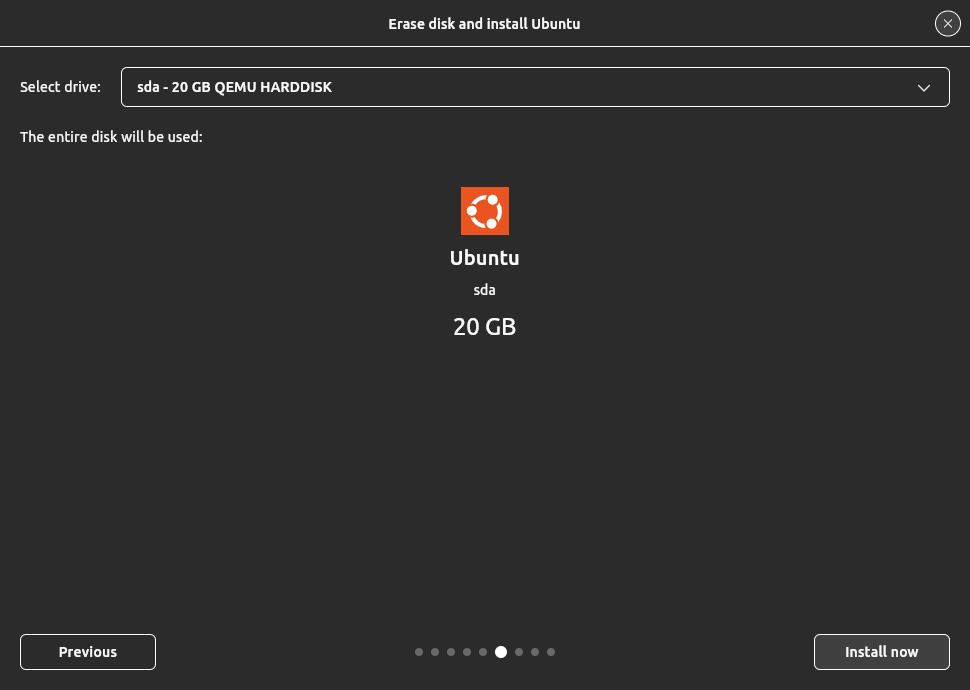 Erase disk and install Ubuntu
Select drive: sda - 20 GB QEMU HARDDISK
The entire disk will be used:
Ubuntu
sda
20 GB
Previous Install now